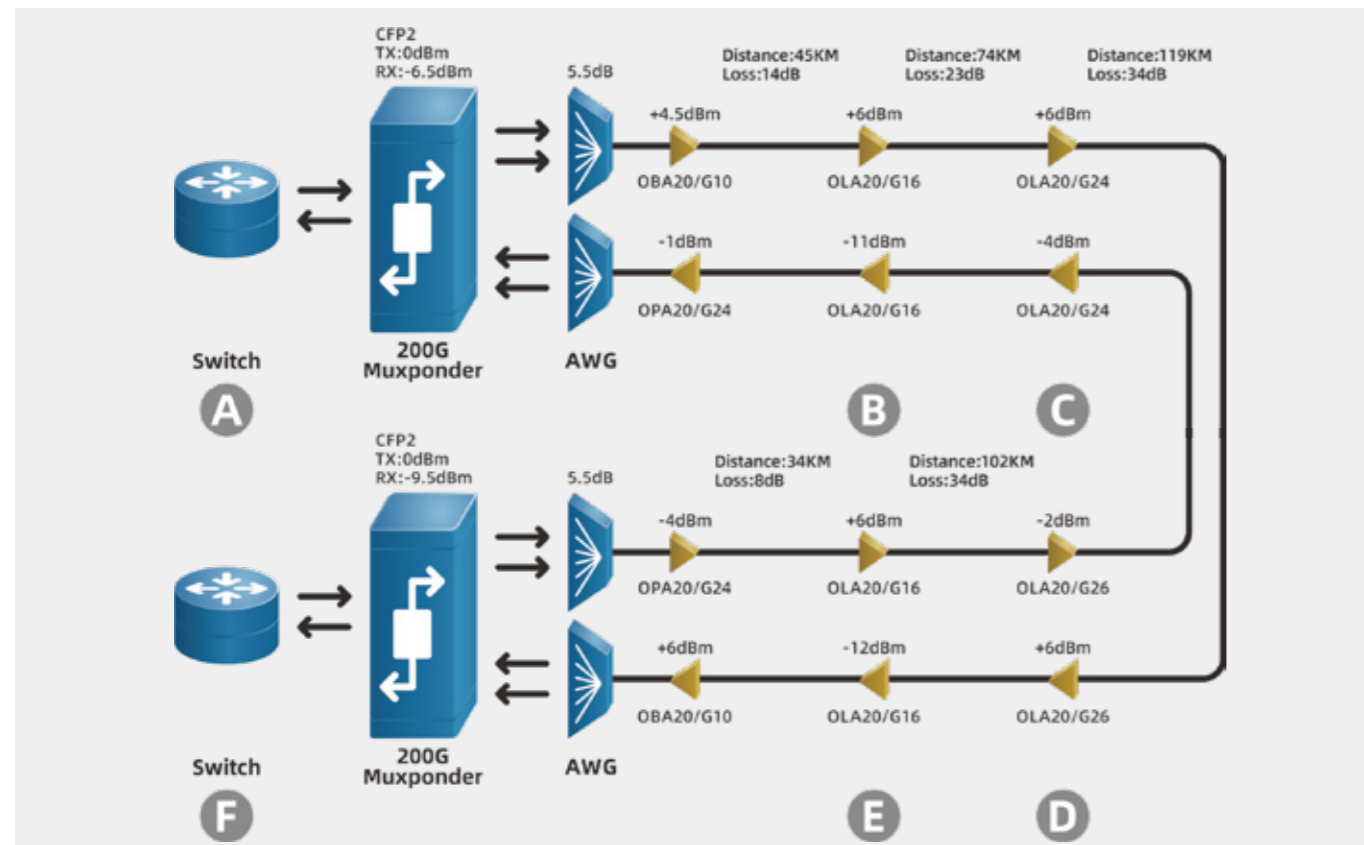 CFP2
TX:0dBm
RX:-6.5dBm
5.5dB
Distance:45KM
Loss:14dB
Distance:74KM
Loss:23dB
Distance:119KM
Loss:34dB
+4.5dBm
+6dBm
+6dBm
OBA20/G10
OLA20/G16
OLA20/G24
-1dBm
-11dBm
-4dBm
OPA20/G24
OLA20/G16
OLA20/G24
Switch
200G
Muxponder
AWG
A
B
C
CFP2
TX:0dBm
RX:-9.5dBm
5.5dB
Distance:34KM
Loss:8dB
Distance:102KM
Loss:34dB
-4dBm
+6dBm
-2dBm
OPA20/G24
OLA20/G16
OLA20/G26
+6dBm
-12dBm
+6dBm
OBA20/G10
OLA20/G16
OLA20/G26
Switch
200G
Muxponder
AWG
F
E
D